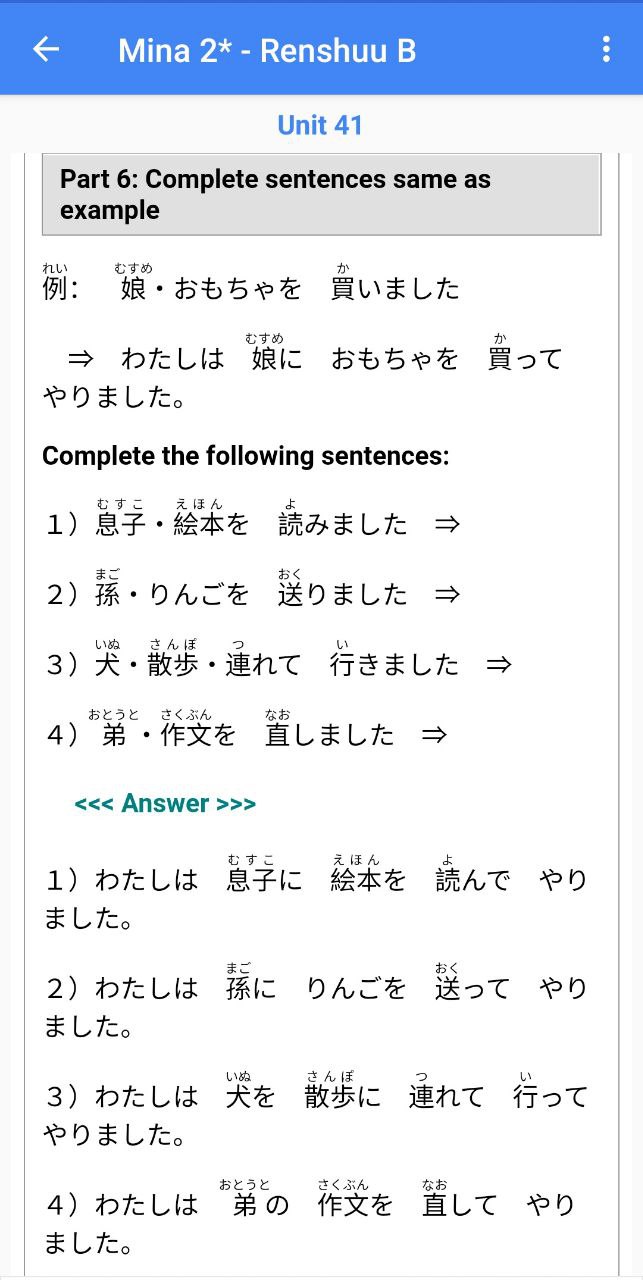 Mina 2* - Renshuu B
Unit 41
Part 6: Complete sentences same as
example
れい むすめ か
例： 娘・おもちゃを 買いました
むすめ か
⇒ わたしは 娘に おもちゃを 買って
やりました。
Complete the following sentences:
むすこ えほん よ
１）息子・絵本を 読みました ⇒
まご おく
２）孫・りんごを 送りました ⇒
いぬ さんぽ つ い
３）犬・散歩・連れて 行きました ⇒
おとうと さくぶん なお
４）弟・作文を 直しました ⇒
<<< Answer >>>
むすこ えほん よ
１）わたしは 息子に 絵本を 読んで やり
ました。
まご おく
２）わたしは 孫に りんごを 送って やり
ました。
いぬ さんぽ つ い
３）わたしは 犬を 散歩に 連れて 行って
やりました。
おとうと さくぶん なお
４）わたしは 弟の 作文を 直して やり
ました。